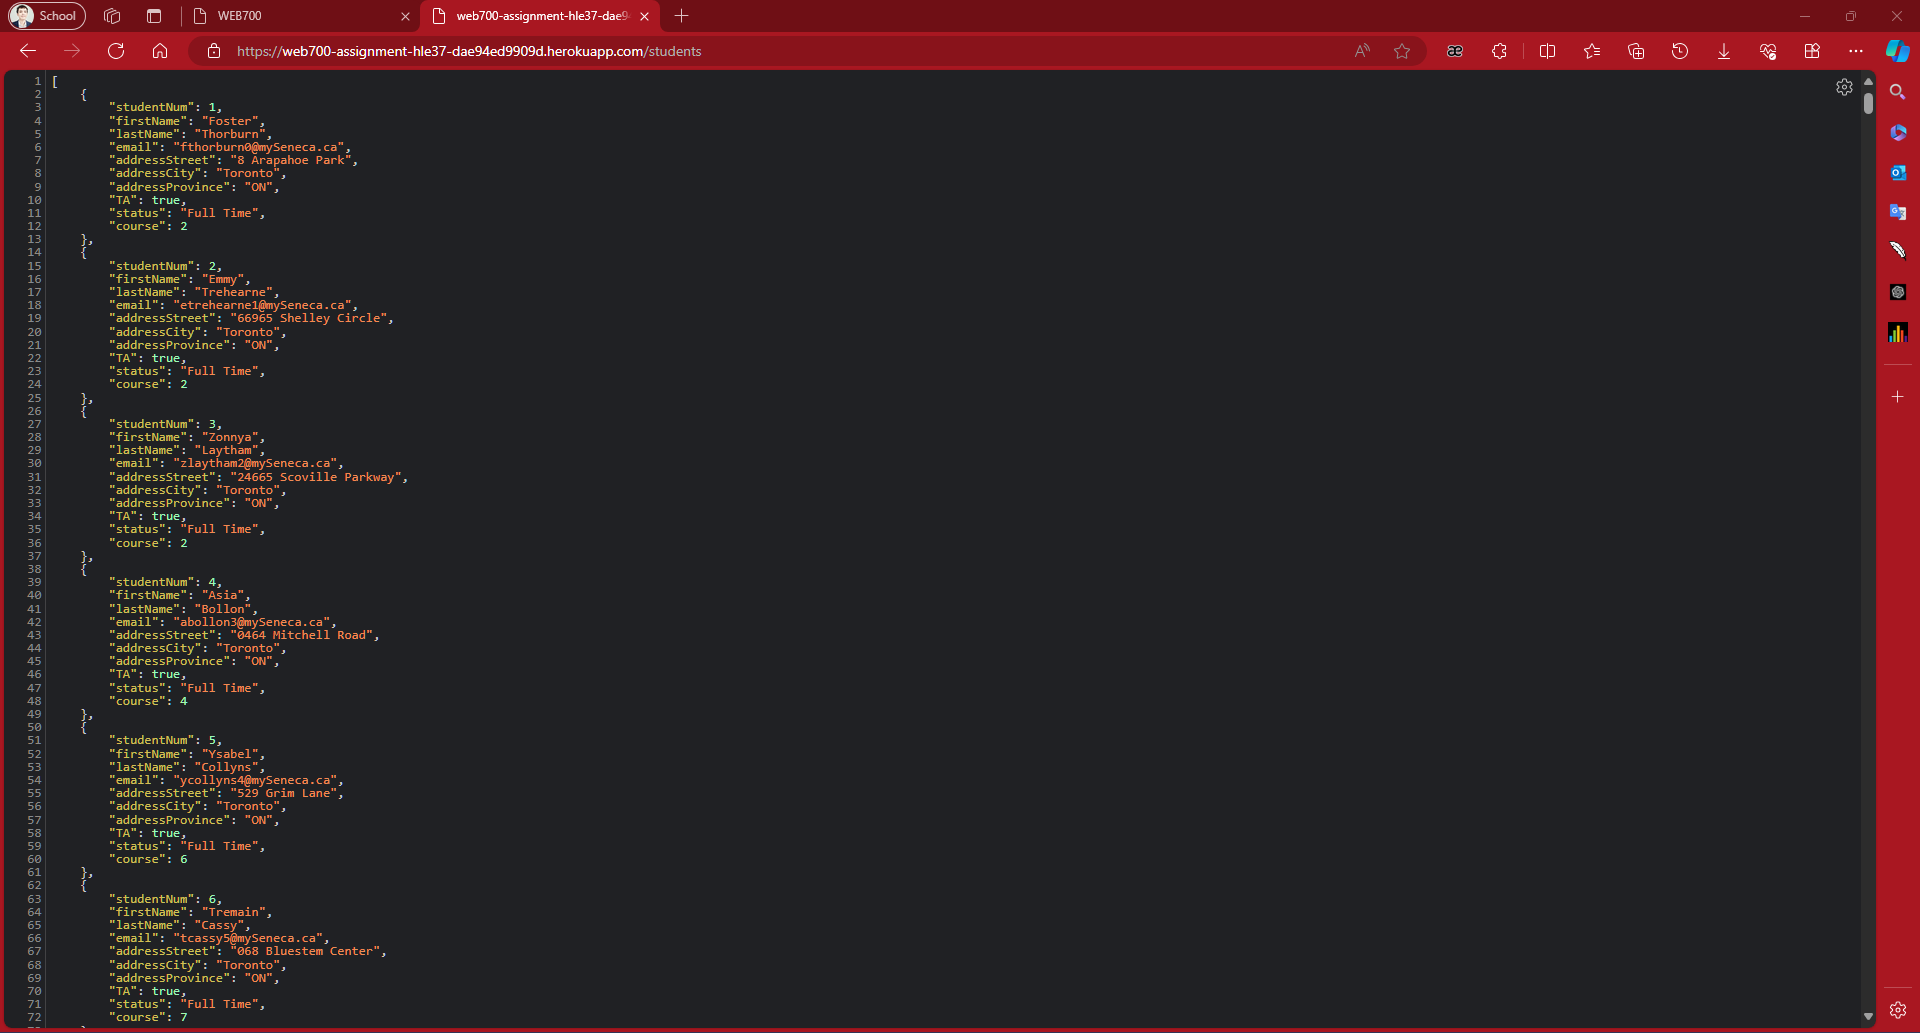 School
WEB700
web700-assignment-hle37-dae9
https://web700-assignment-hle37-dae94ed9909d.herokuapp.com/students
1 [
2 {
3 "studentNum": 1,
4 "firstName": "Foster",
5 "lastName": "Thorburn",
6 "email": "fthorburn0@mySeneca.ca",
7 "addressStreet": "8 Arapahoe Park",
8 "addressCity": "Toronto",
9 "addressProvince": "ON",
10 "TA": true,
11 "status": "Full Time",
12 "course": 2
13 },
14 {
15 "studentNum": 2,
16 "firstName": "Emmy",
17 "lastName": "Trehearne",
18 "email": "etrehearne1@mySeneca.ca",
19 "addressStreet": "66965 Shelley Circle",
20 "addressCity": "Toronto",
21 "addressProvince": "ON",
22 "TA": true,
23 "status": "Full Time",
24 "course": 2
25 },
26 {
27 "studentNum": 3,
28 "firstName": "Zonnya",
29 "lastName": "Laytham",
30 "email": "zlaytham2@mySeneca.ca",
31 "addressStreet": "24665 Scoville Parkway",
32 "addressCity": "Toronto",
33 "addressProvince": "ON",
34 "TA": true,
35 "status": "Full Time",
36 "course": 2
37 },
38 {
39 "studentNum": 4,
40 "firstName": "Asia",
41 "lastName": "Bollon",
42 "email": "abollon3@mySeneca.ca",
43 "addressStreet": "0464 Mitchell Road",
44 "addressCity": "Toronto",
45 "addressProvince": "ON",
46 "TA": true,
47 "status": "Full Time",
48 "course": 4
49 },
50 {
51 "studentNum": 5,
52 "firstName": "Ysabel",
53 "lastName": "Collyns",
54 "email": "ycollyns4@mySeneca.ca",
55 "addressStreet": "529 Grim Lane",
56 "addressCity": "Toronto",
57 "addressProvince": "ON",
58 "TA": true,
59 "status": "Full Time",
60 "course": 6
61 },
62 {
63 "studentNum": 6,
64 "firstName": "Tremain",
65 "lastName": "Cassy",
66 "email": "tcassy5@mySeneca.ca",
67 "addressStreet": "068 Bluestem Center",
68 "addressCity": "Toronto",
69 "addressProvince": "ON",
70 "TA": true,
71 "status": "Full Time",
72 "course": 7